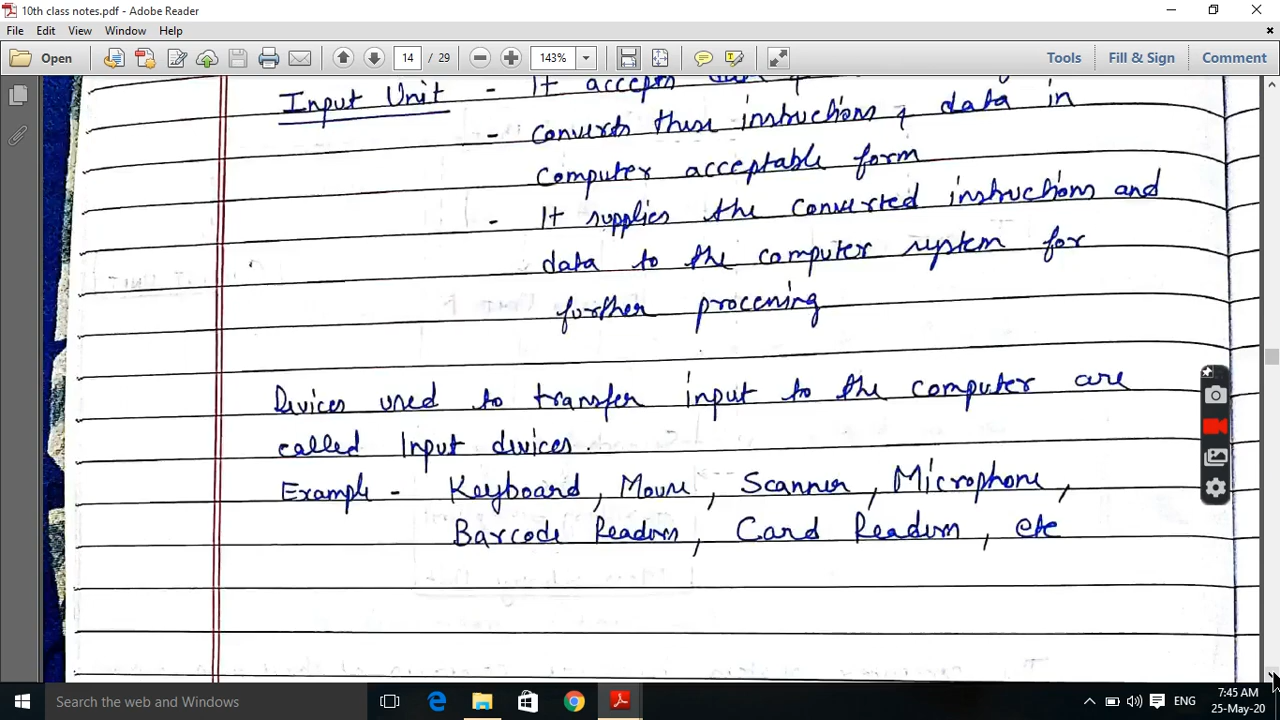 10th class notes.pdf - Adobe Reader
File Edit View Window Help
Open 14 / 29 143% Tools Fill & Sign Comment
Input Unit - It accepts
- Converts these instructions & data in
Computer acceptable form
- It supplies the converted instructions and
data to the computer system for
further processing
Devices used to transfer input to the computer are
called Input devices.
Example - Keyboard, Mouse, Scanner, Microphone,
Barcode Readers, Card Readers, etc
Search the web and Windows
ENG
7:45 AM
25-May-20